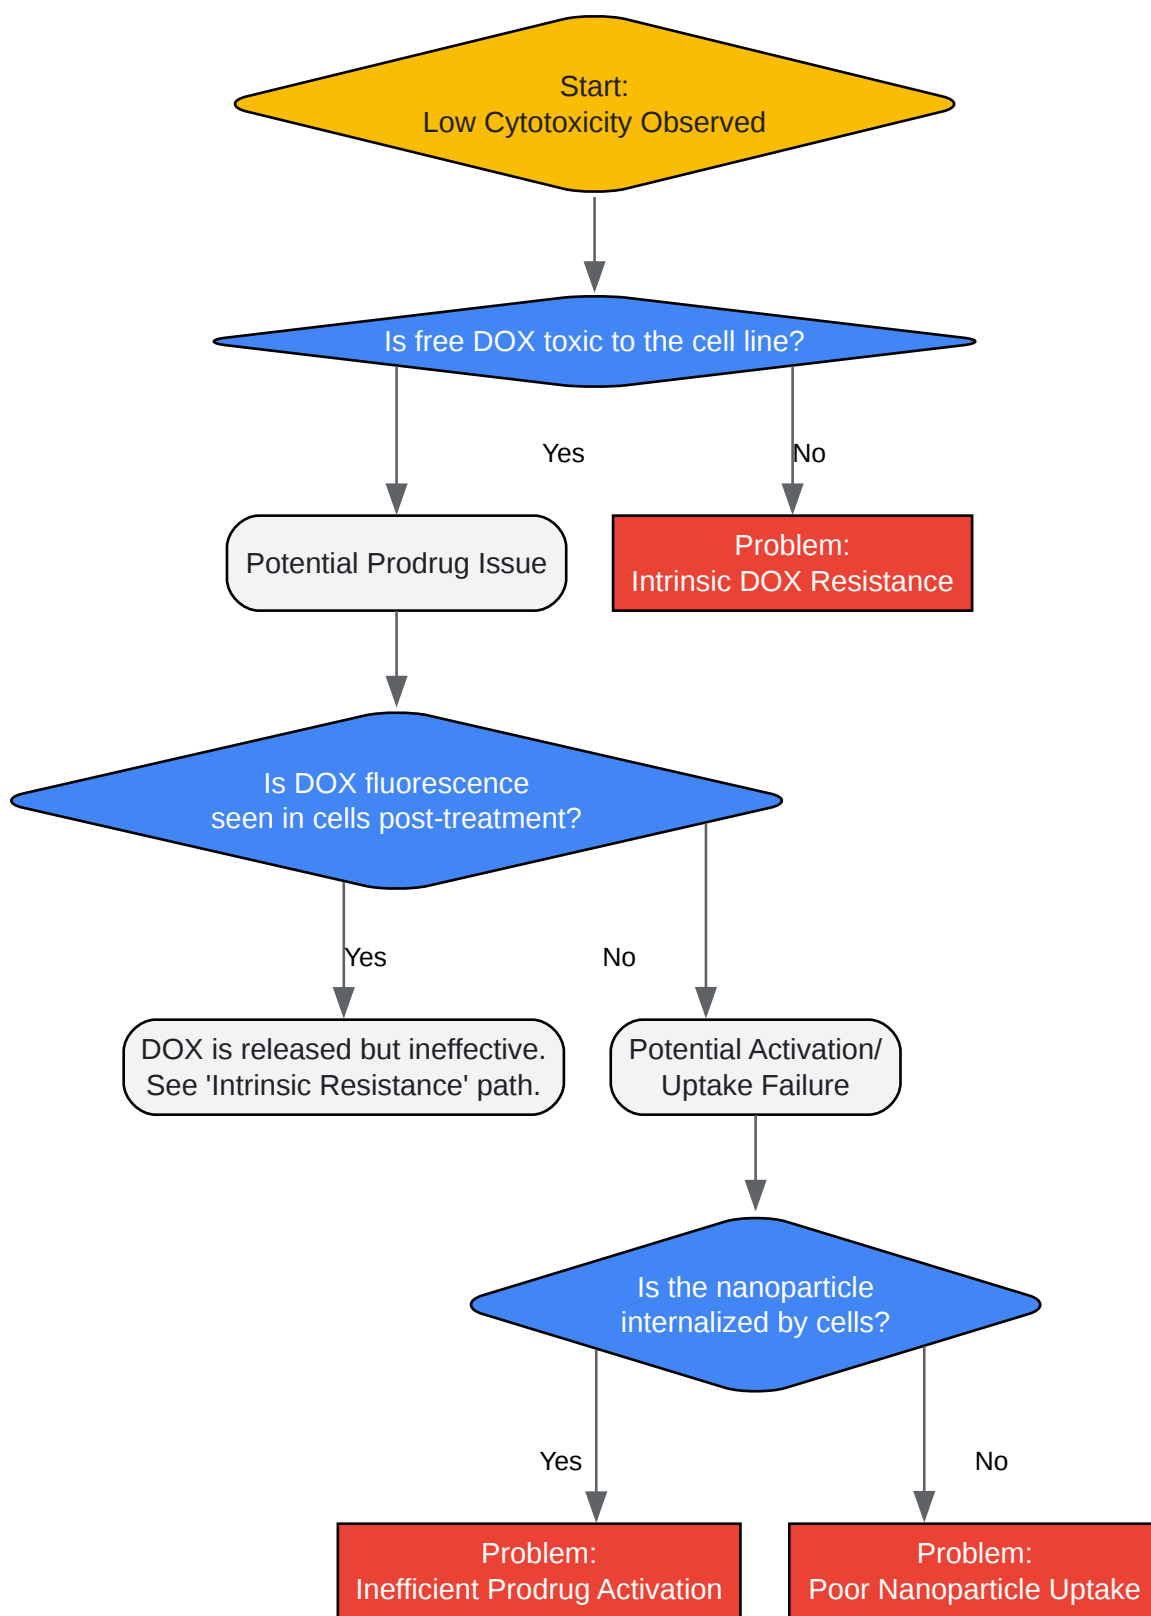 Start:
Low Cytotoxicity Observed
Is free DOX toxic to the cell line?
Yes
No
Potential Prodrug Issue
Problem:
Intrinsic DOX Resistance
Is DOX fluorescence
seen in cells post-treatment?
Yes
No
DOX is released but ineffective.
See 'Intrinsic Resistance' path.
Potential Activation/
Uptake Failure
Is the nanoparticle
internalized by cells?
Yes
No
Problem:
Inefficient Prodrug Activation
Problem:
Poor Nanoparticle Uptake